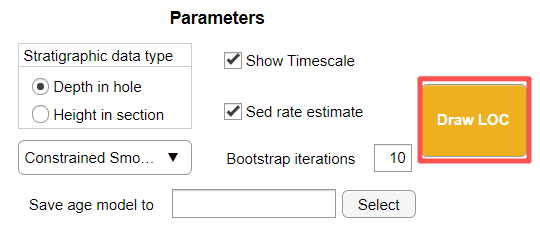 Parameters
Stratigraphic data type
Depth in hole
Height in section
Show Timescale
Sed rate estimate
Draw LOC
Constrained Smo...
Bootstrap iterations 10
Save age model to
Select